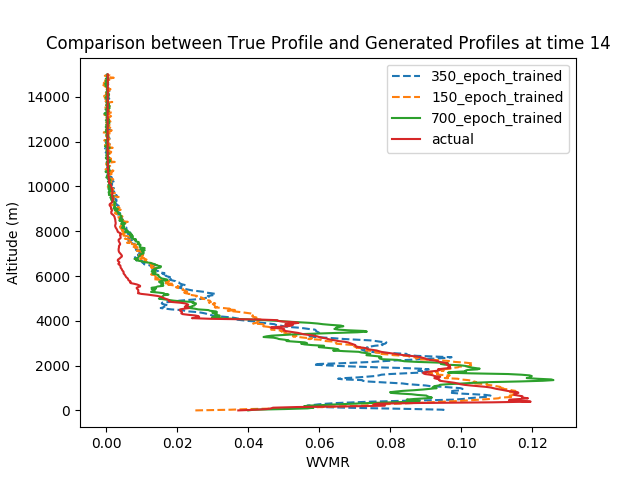 Comparison between True Profile and Generated Profiles at time 14
350_epoch_trained
150_epoch_trained
700_epoch_trained
actual
14000
12000
10000
8000
6000
4000
2000
0
Altitude (m)
0.00 0.02 0.04 0.06 0.08 0.10 0.12
WVMR